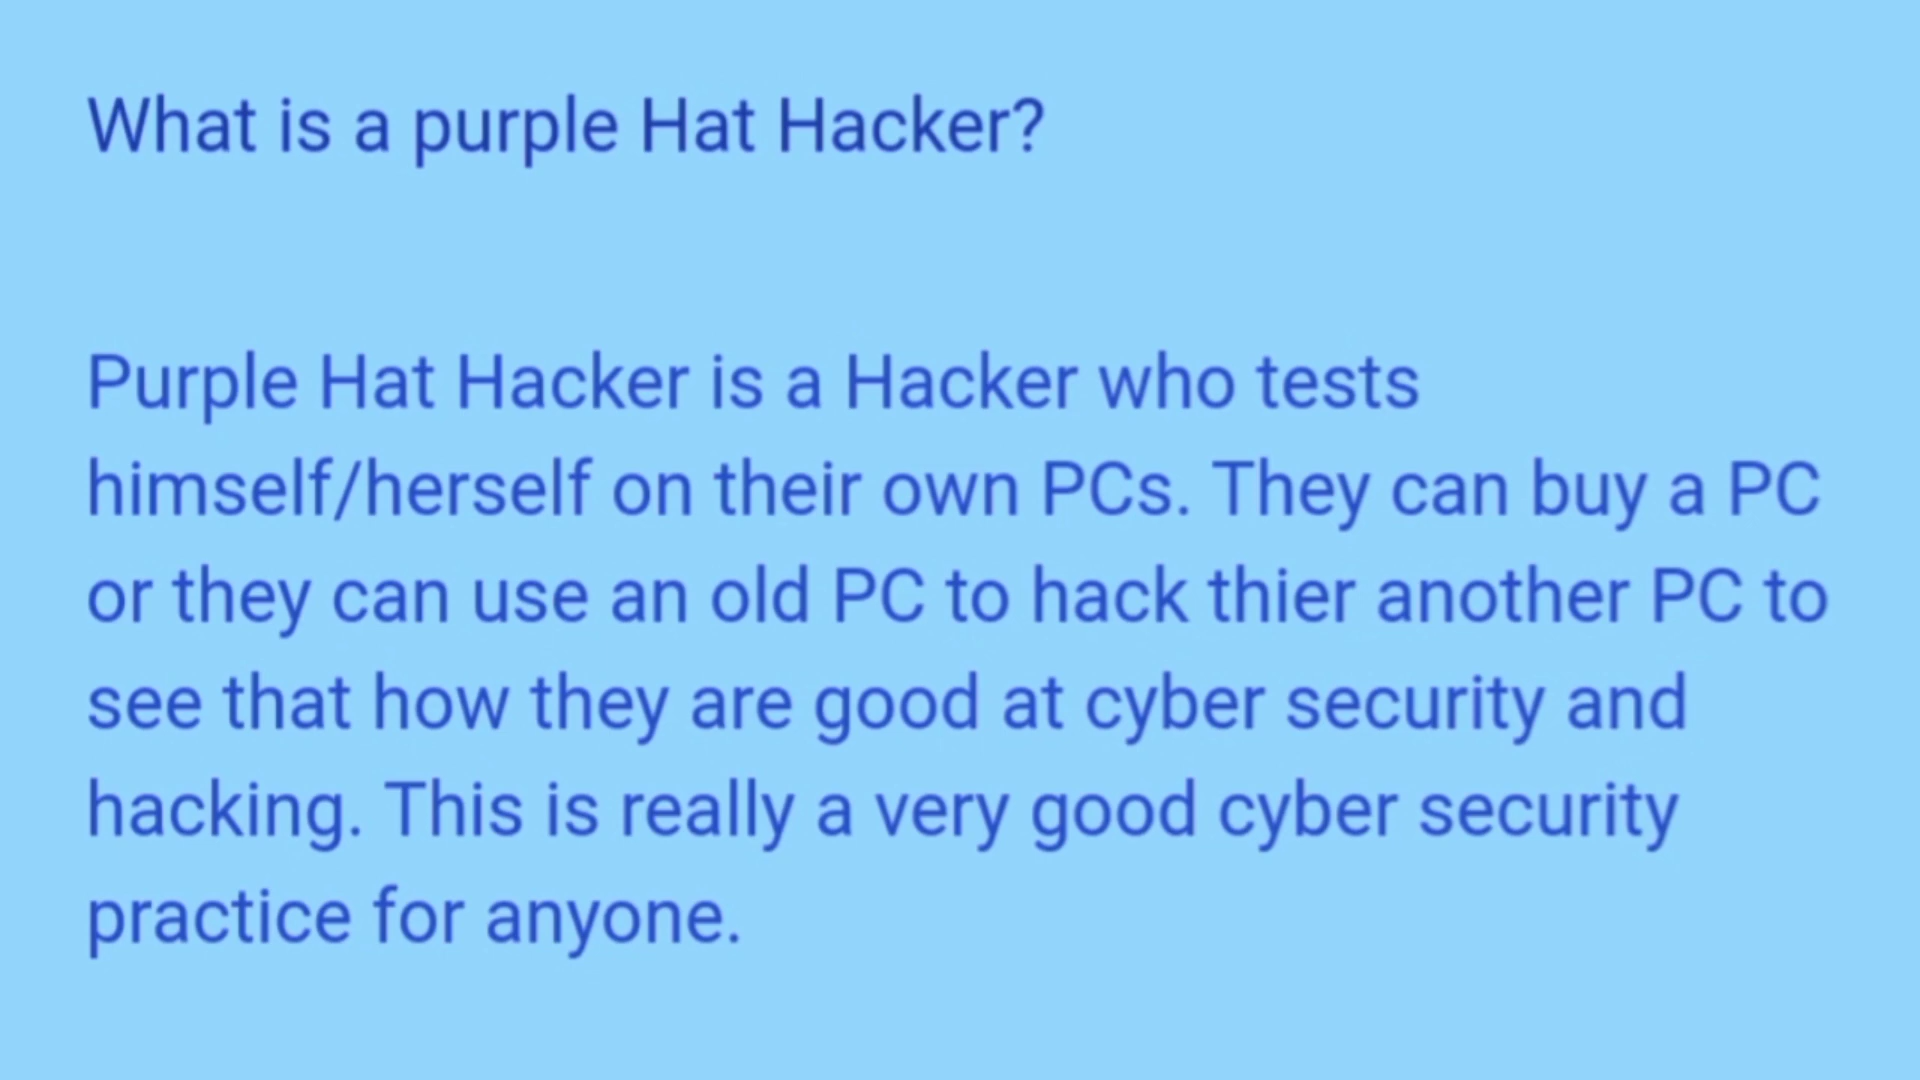 What is a purple Hat Hacker?
Purple Hat Hacker is a Hacker who tests
himself/herself on their own PCs. They can buy a PC
or they can use an old PC to hack thier another PC to
see that how they are good at cyber security and
hacking. This is really a very good cyber security
practice for anyone.